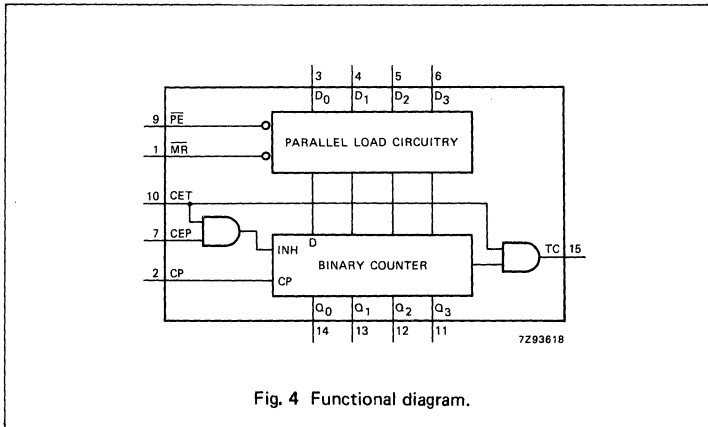 3 4 5 6
D0 D1 D2 D3
9 PE
PARALLEL LOAD CIRCUITRY
1 MR
10 CET
7 CEP
D
INH
BINARY COUNTER
TC 15
2 CP
CP
Q0 Q1 Q2 Q3
14 13 12 11
7Z93618
Fig. 4 Functional diagram.